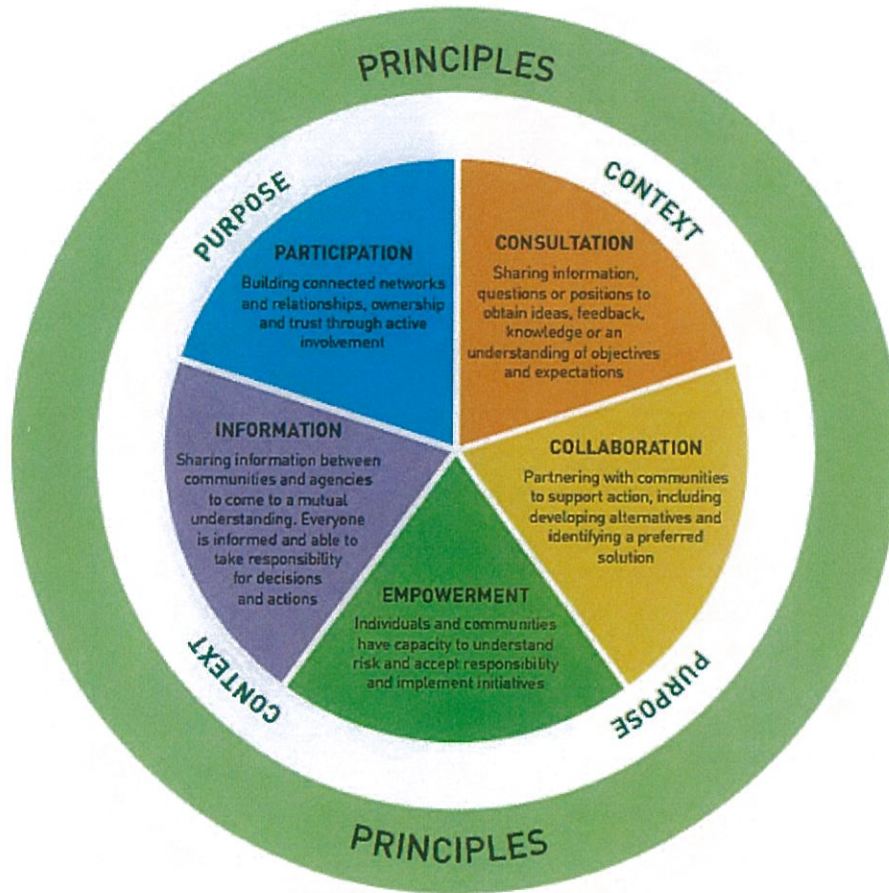 PRINCIPLES
PURPOSE
CONTEXT
PARTICIPATION
Building connected networks
and relationships, ownership
and trust through active
involvement
CONSULTATION
Sharing information,
questions or positions to
obtain ideas, feedback,
knowledge or an
understanding of objectives
and expectations
INFORMATION
Sharing information between
communities and agencies
to come to a mutual
understanding. Everyone
is informed and able to
take responsibility
for decisions
and actions
COLLABORATION
Partnering with communities
to support action, including
developing alternatives and
identifying a preferred
solution
EMPOWERMENT
Individuals and communities
have capacity to understand
risk and accept responsibility
and implement initiatives
CONTEXT
PURPOSE
PRINCIPLES